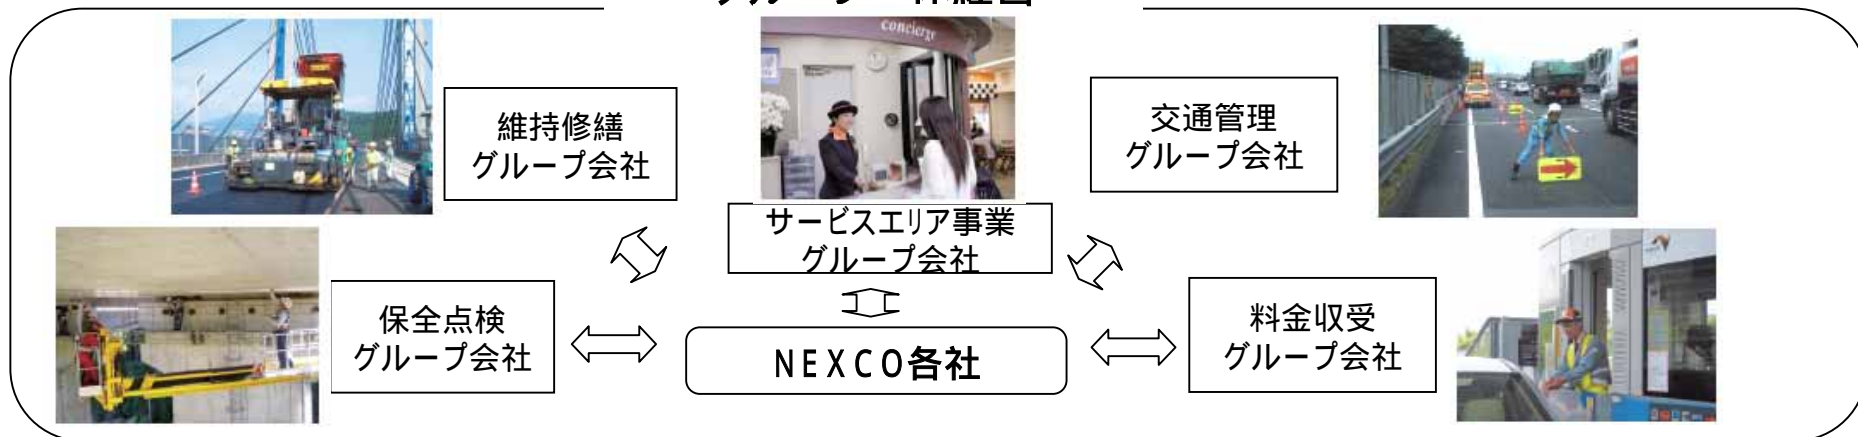 concierge
維持修繕
グループ会社
サービスエリア事業
グループ会社
交通管理
グループ会社
保全点検
グループ会社
NEXCO各社
料金収受
グループ会社